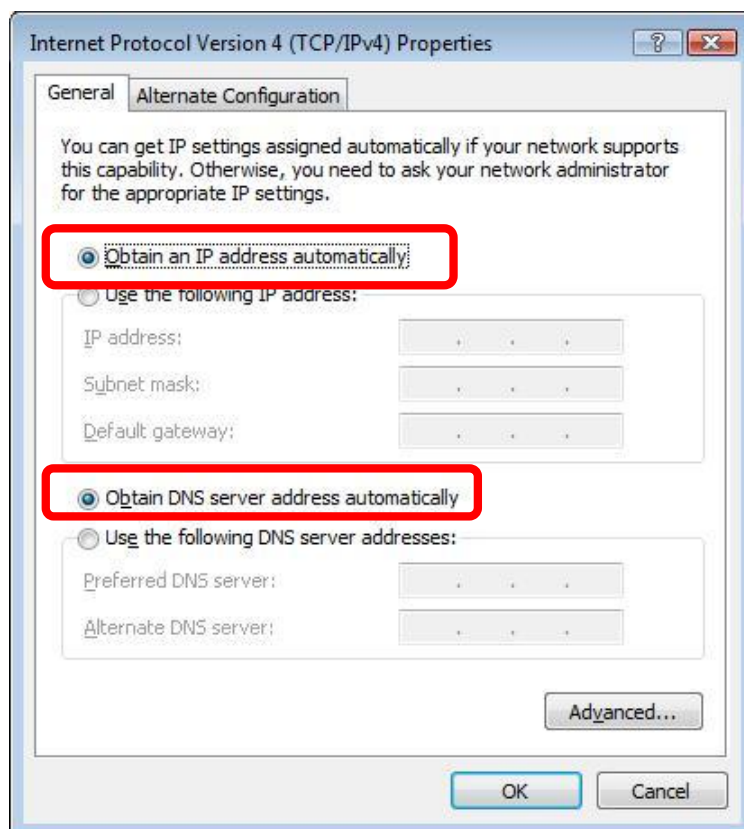 Internet Protocol Version 4 (TCP/IPv4) Properties
General
Alternate Configuration
You can get IP settings assigned automatically if your network supports
this capability. Otherwise, you need to ask your network administrator
for the appropriate IP settings.
Obtain an IP address automatically
Use the following IP address:
IP address:
Subnet mask:
Default gateway:
Obtain DNS server address automatically
Use the following DNS server addresses:
Preferred DNS server:
Alternate DNS server:
Advanced...
OK
Cancel